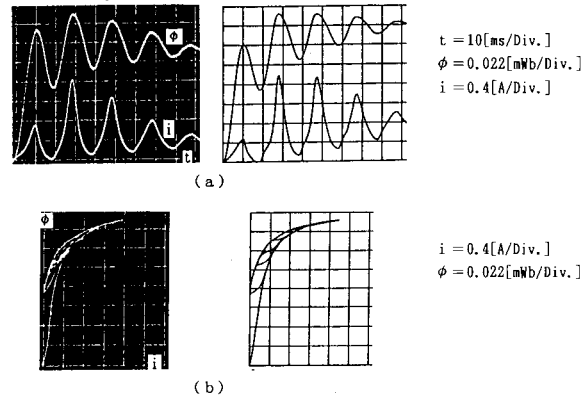 φ
i
t
t = 10[ms/Div.]
φ = 0.022[mWb/Div.]
i = 0.4[A/Div.]
(a)
φ
i
i = 0.4[A/Div.]
φ = 0.022[mWb/Div.]
(b)